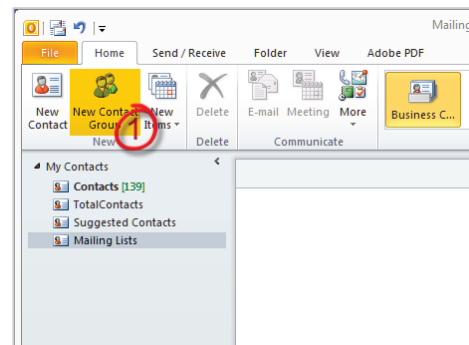 Mailing
File Home Send / Receive Folder View Adobe PDF
New Contact
New Contact Group
New Items
Delete
E-mail
Meeting
More
Business C...
1
New
Delete
Communicate
My Contacts
Contacts [139]
TotalContacts
Suggested Contacts
Mailing Lists